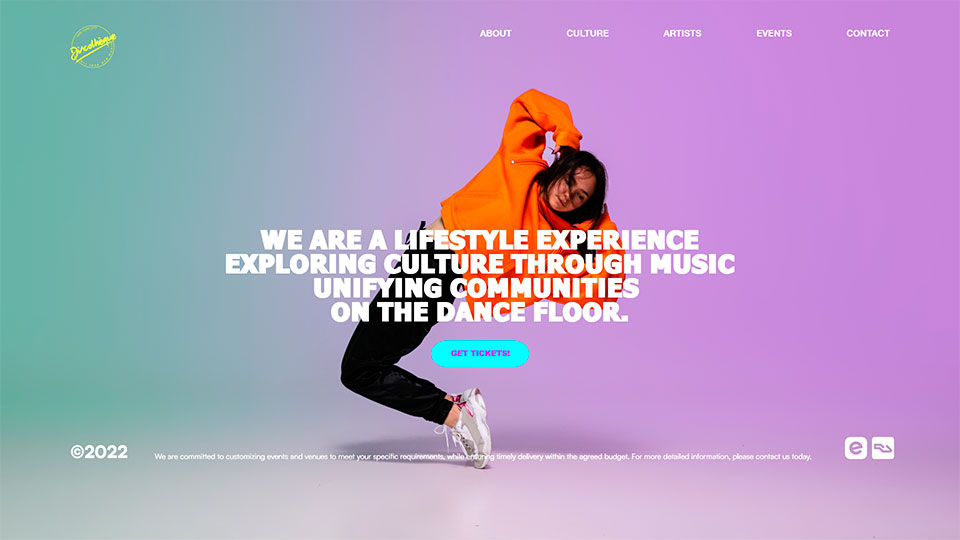 ABOUT CULTURE ARTISTS EVENTS CONTACT
WE ARE A LIFESTYLE EXPERIENCE
EXPLORING CULTURE THROUGH MUSIC
UNIFYING COMMUNITIES
ON THE DANCE FLOOR.
GET TICKETS!
©2022
We are committed to customizing events and venues to meet your specific requirements, while ensuring timely delivery within the agreed budget. For more detailed information, please contact us today.
e